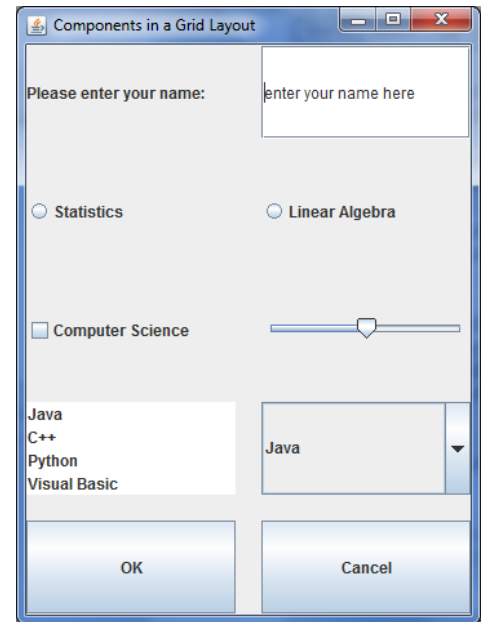 Components in a Grid Layout
Please enter your name:
enter your name here
Statistics
Linear Algebra
Computer Science
Java
C++
Python
Visual Basic
Java
OK
Cancel